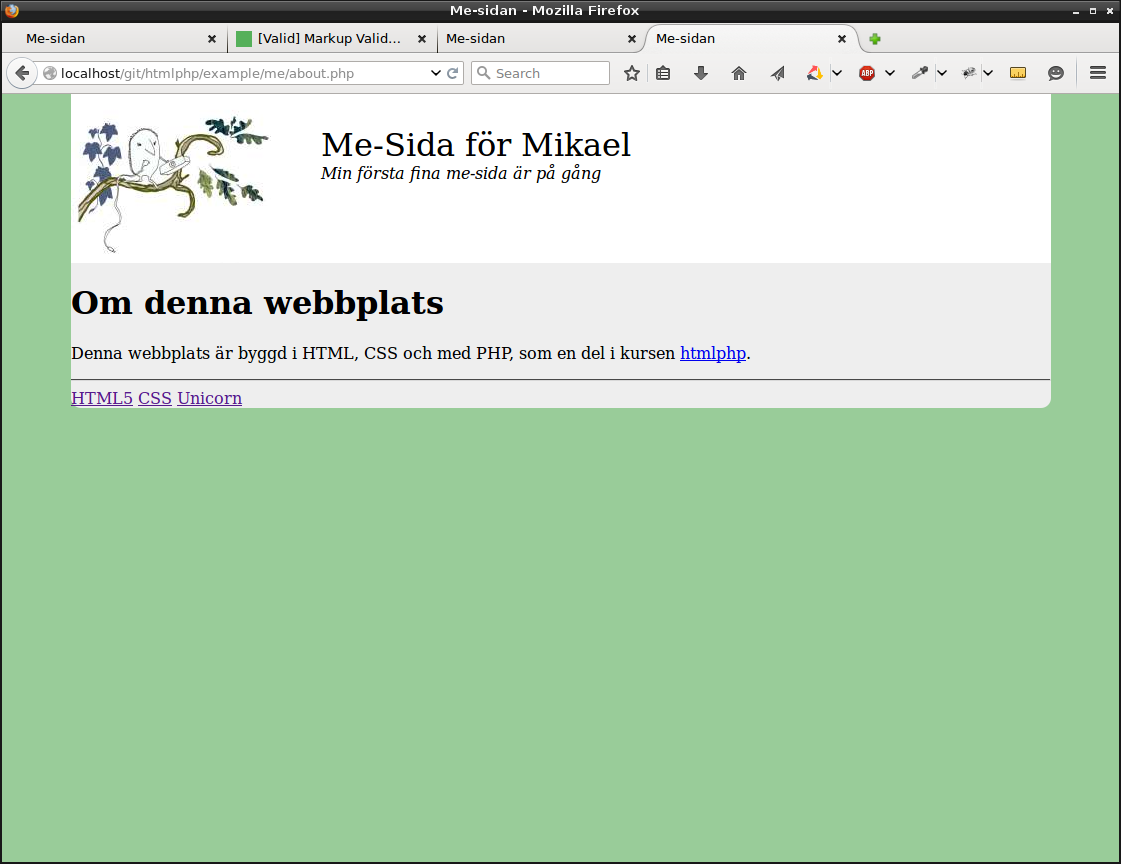 Me-sidan - Mozilla Firefox
Me-sidan
[Valid] Markup Valid...
Me-sidan
Me-sidan
localhost/git/htmlphp/example/me/about.php
Search
ABP
Me-Sida för Mikael
Min första fina me-sida är på gång
Om denna webbplats
Denna webbplats är byggd i HTML, CSS och med PHP, som en del i kursen htmlphp.
HTML5 CSS Unicorn